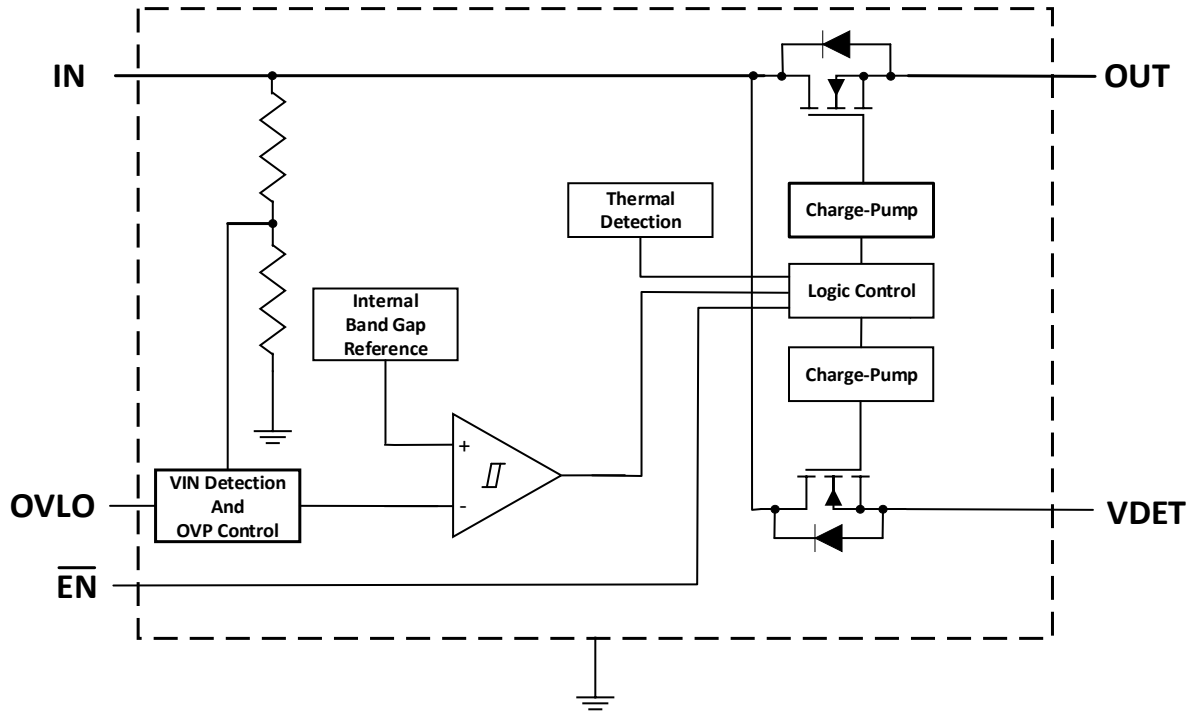 IN
OUT
Thermal
Detection
Charge-Pump
Logic Control
Internal
Band Gap
Reference
Charge-Pump
+
-
VIN Detection
And
OVP Control
OVLO
VDET
E̅N̅